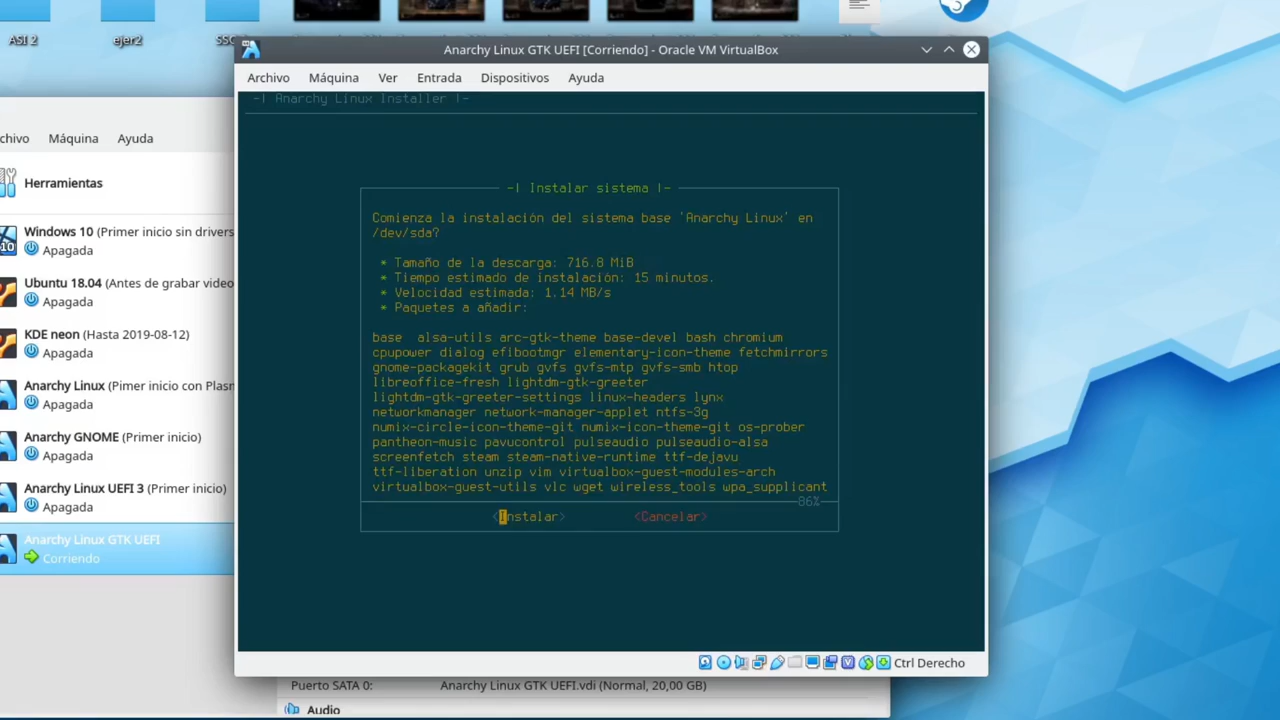 ASI 2
ejer2
Anarchy Linux GTK UEFI [Corriendo] - Oracle VM VirtualBox
Archivo Máquina Ver Entrada Dispositivos Ayuda
-| Anarchy Linux Installer |-
chivo Máquina Ayuda
Herramientas
Windows 10 (Primer inicio sin drivers
Apagada
Ubuntu 18.04 (Antes de grabar video
Apagada
KDE neon (Hasta 2019-08-12)
Apagada
Anarchy Linux (Primer inicio con Plasm
Apagada
Anarchy GNOME (Primer inicio)
Apagada
Anarchy Linux UEFI 3 (Primer inicio)
Apagada
Anarchy Linux GTK UEFI
Corriendo
-| Instalar sistema |-
Comienza la instalación del sistema base 'Anarchy Linux' en
/dev/sda?
* Tamaño de la descarga: 716.8 MiB
* Tiempo estimado de instalación: 15 minutos.
* Velocidad estimada: 1.14 MB/s
* Paquetes a añadir:
base alsa-utils arc-gtk-theme base-devel bash chromium
cpupower dialog efibootmgr elementary-icon-theme fetchmirrors
gnome-packagekit grub gvfs gvfs-mtp gvfs-smb htop
libreoffice-fresh lightdm-gtk-greeter
lightdm-gtk-greeter-settings linux-headers lynx
networkmanager network-manager-applet ntfs-3g
numix-circle-icon-theme-git numix-icon-theme-git os-prober
pantheon-music pavucontrol pulseaudio pulseaudio-alsa
screenfetch steam steam-native-runtime ttf-dejavu
ttf-liberation unzip vim virtualbox-guest-modules-arch
virtualbox-guest-utils vlc wget wireless_tools wpa_supplicant
86%
<Instalar> <Cancelar>
Ctrl Derecho
Puerto SATA 0: Anarchy Linux GTK UEFI.vdi (Normal, 20,00 GB)
Audio